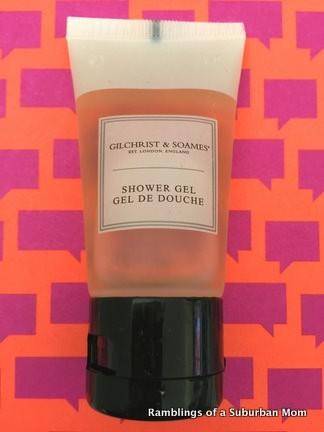 GILCHRIST & SOAMES®
EST. LONDON, ENGLAND
SHOWER GEL
GEL DE DOUCHE
Ramblings of a Suburban Mom